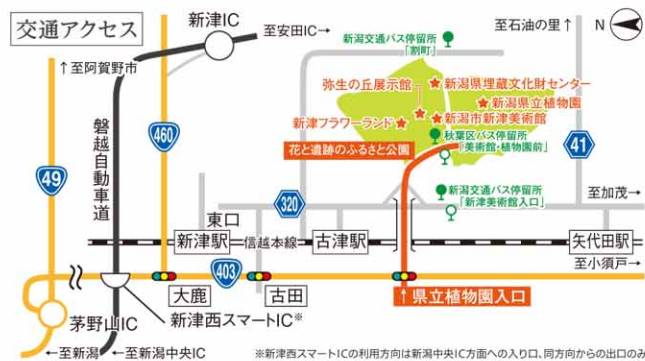 交通アクセス
新津IC
至安田IC→
新潟交通バス停留所
「割町」
至石油の里↑
N
↑至阿賀野市
弥生の丘展示館
新潟県埋蔵文化財センター
新潟県立植物園
新潟市新津美術館
新津フラワーランド
秋葉区バス停留所
「美術館・植物園前」
花と遺跡のふるさと公園
460
49
41
磐越自動車道
新潟交通バス停留所
「新津美術館入口」
320
至加茂→
東口
新津駅
信越本線
古津駅
矢代田駅
403
至小須戸→
大鹿
古田
↑県立植物園入口
新津西スマートIC※
茅野山IC
←至新潟
←至新潟中央IC
※新津西スマートICの利用方向は新潟中央IC方面への入り口、同方向からの出口のみ